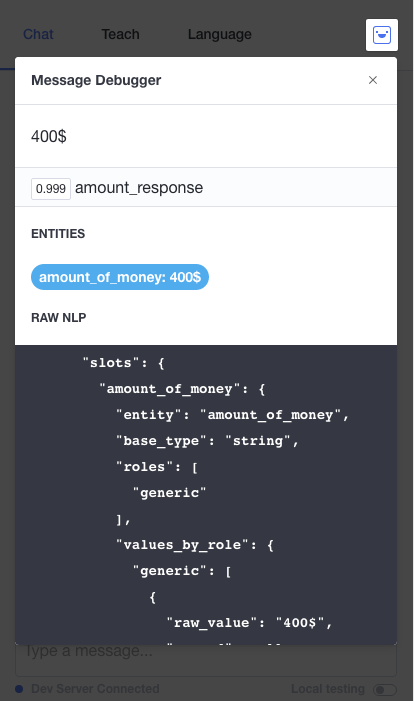 Chat Teach Language
Message Debugger ×
400$
0.999 amount_response
ENTITIES
amount_of_money: 400$
RAW NLP
"slots": {
"amount_of_money": {
"entity": "amount_of_money",
"base_type": "string",
"roles": [
"generic"
],
"values_by_role": {
"generic": [
{
"raw_value": "400$",
Type a message...
Dev Server Connected Local testing